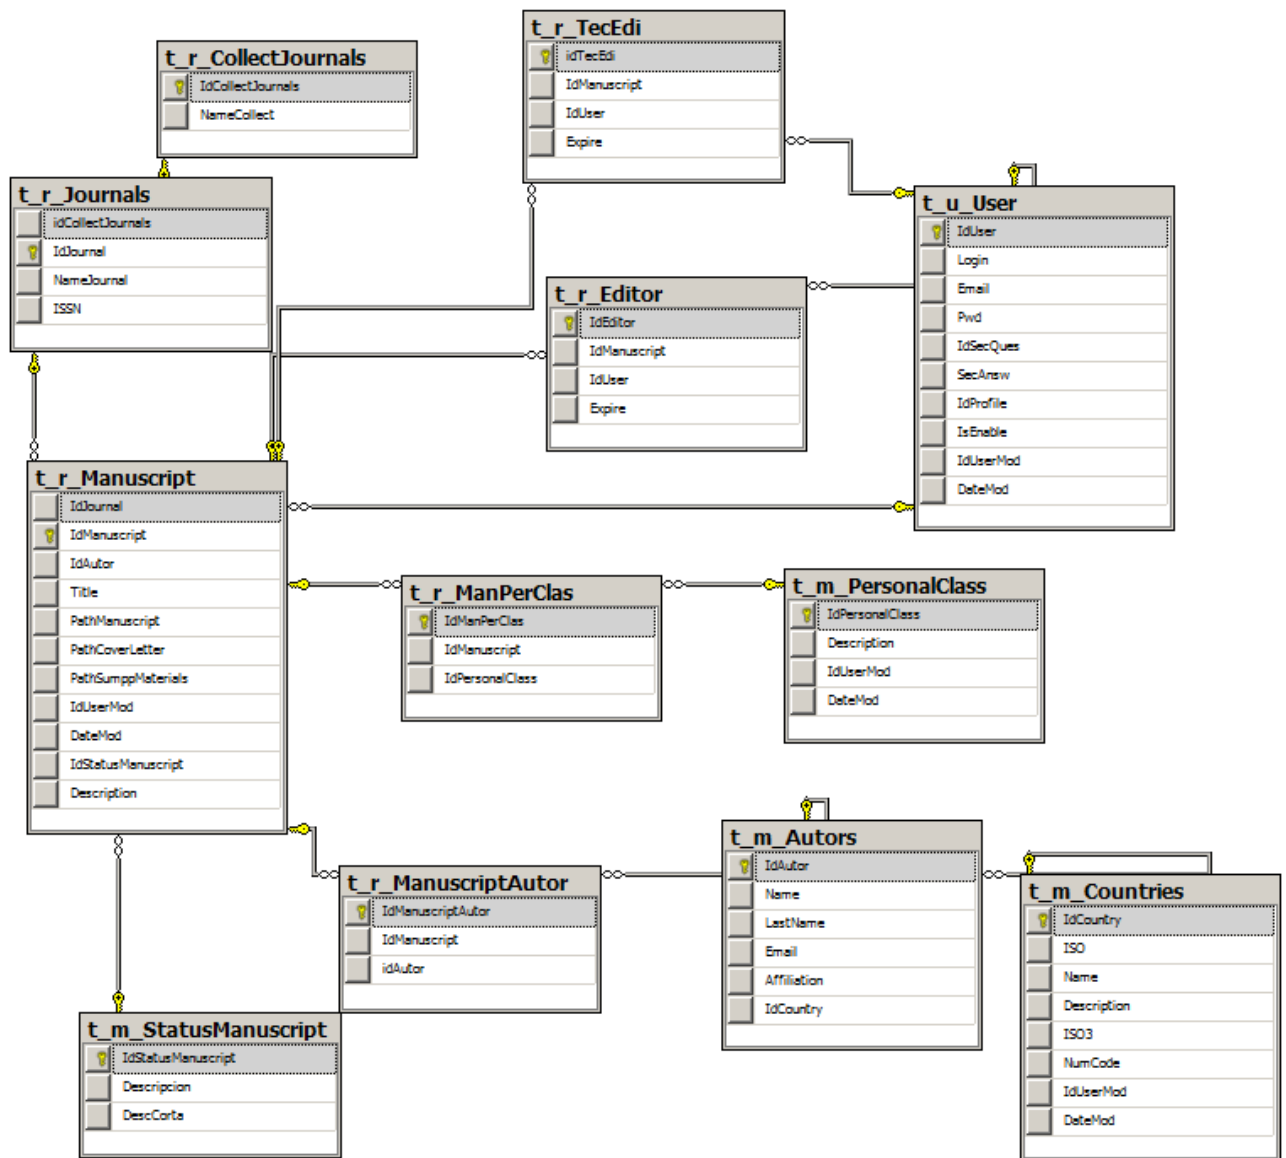 t_r_CollectJournals
IdCollectJournals
NameCollect
t_r_TecEdi
idTecEdi
IdManuscript
IdUser
Expire
t_r_Journals
idCollectJournals
IdJournal
NameJournal
ISSN
t_u_User
IdUser
Login
Email
Pwd
IdSecQues
SecAnsw
IdProfile
IsEnable
IdUserMod
DateMod
t_r_Editor
IdEditor
IdManuscript
IdUser
Expire
t_r_Manuscript
IdJournal
IdManuscript
IdAutor
Title
PathManuscript
PathCoverLetter
PathSumppMaterials
IdUserMod
DateMod
IdStatusManuscript
Description
t_r_ManPerClas
IdManPerClas
IdManuscript
IdPersonalClass
t_m_PersonalClass
IdPersonalClass
Description
IdUserMod
DateMod
t_r_ManuscriptAutor
IdManuscriptAutor
IdManuscript
idAutor
t_m_Autors
IdAutor
Name
LastName
Email
Affiliation
IdCountry
t_m_Countries
IdCountry
ISO
Name
Description
ISO3
NumCode
IdUserMod
DateMod
t_m_StatusManuscript
IdStatusManuscript
Descripcion
DescCorta